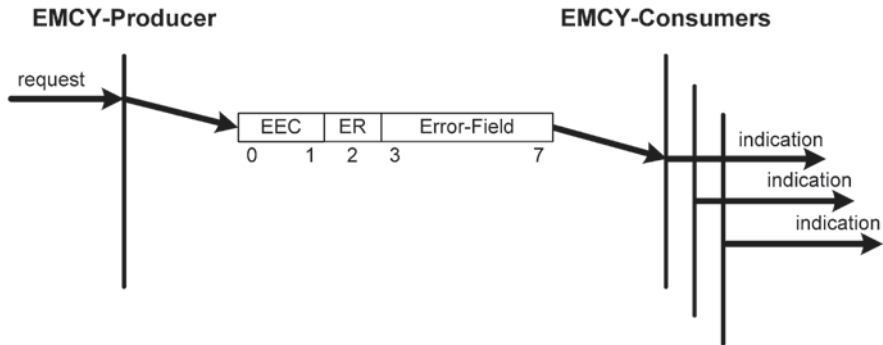 EMCY-Producer
EMCY-Consumers
request
EEC ER Error-Field
0 1 2 3 7
indication
indication
indication